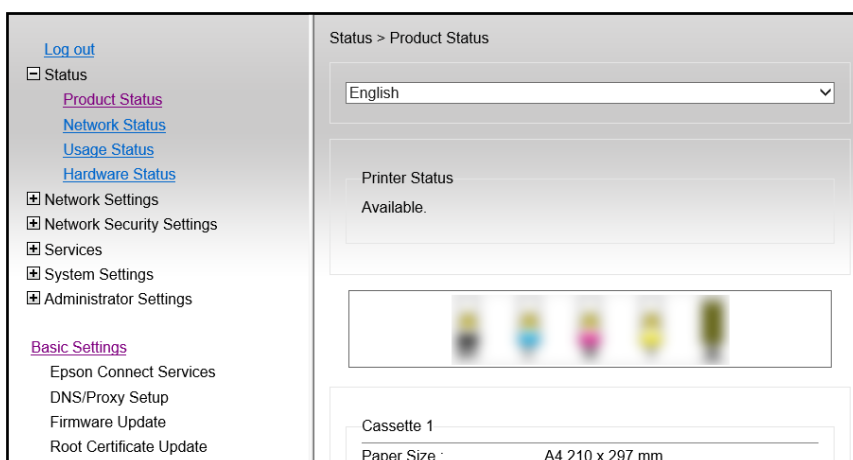 Log out
Status
Product Status
Network Status
Usage Status
Hardware Status
Network Settings
Network Security Settings
Services
System Settings
Administrator Settings
Basic Settings
Epson Connect Services
DNS/Proxy Setup
Firmware Update
Root Certificate Update
Status > Product Status
English
Printer Status
Available.
Cassette 1
Paper Size : A4 210 x 297 mm